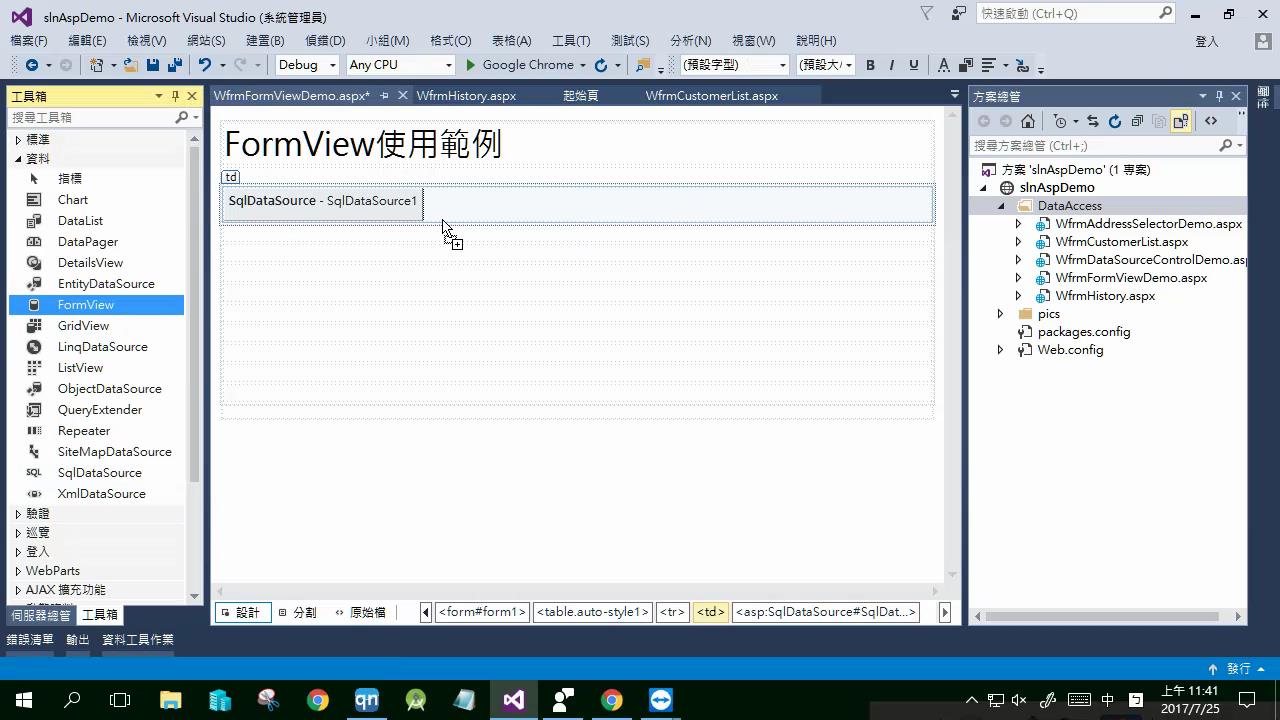 slnAspDemo - Microsoft Visual Studio (系統管理員)
快速啟動 (Ctrl+Q)
檔案(F) 編輯(E) 檢視(V) 網站(S) 建置(B) 偵錯(D) 小組(M) 格式(O) 表格(A) 工具(T) 測試(S) 分析(N) 視窗(W) 說明(H) 登入
Debug Any CPU Google Chrome (預設字型) (預設大/ B I U A
工具箱 WfrmFormViewDemo.aspx* WfrmHistory.aspx 起始頁 WfrmCustomerList.aspx 方案總管
搜尋工具箱
搜尋方案總管 (Ctrl+;)
標準
資料
指標
Chart
DataList
DataPager
DetailsView
EntityDataSource
FormView
GridView
LinqDataSource
ListView
ObjectDataSource
QueryExtender
Repeater
SiteMapDataSource
SQL SqlDataSource
XmlDataSource
驗證
巡覽
登入
WebParts
AJAX 擴充功能
伺服器總管 工具箱
FormView使用範例
td
SqlDataSource - SqlDataSource1
設計 分割 原始檔 <form#form1> <table.auto-style1> <tr> <td> <asp:SqlDataSource#SqlDat...>
方案 'slnAspDemo' (1 專案)
slnAspDemo
DataAccess
WfrmAddressSelectorDemo.aspx
WfrmCustomerList.aspx
WfrmDataSourceControlDemo.asp
WfrmFormViewDemo.aspx
WfrmHistory.aspx
pics
packages.config
Web.config
錯誤清單 輸出 資料工具作業
發行
qn 中 上午 11:41
2017/7/25